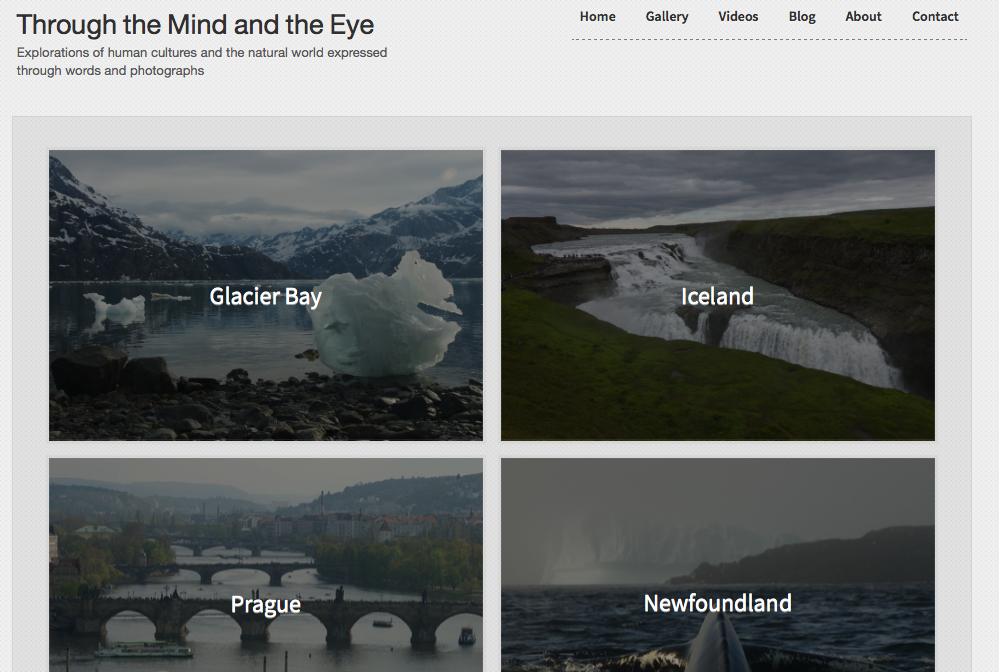 Through the Mind and the Eye
Explorations of human cultures and the natural world expressed
through words and photographs
Home Gallery Videos Blog About Contact
Glacier Bay
Iceland
Prague
Newfoundland